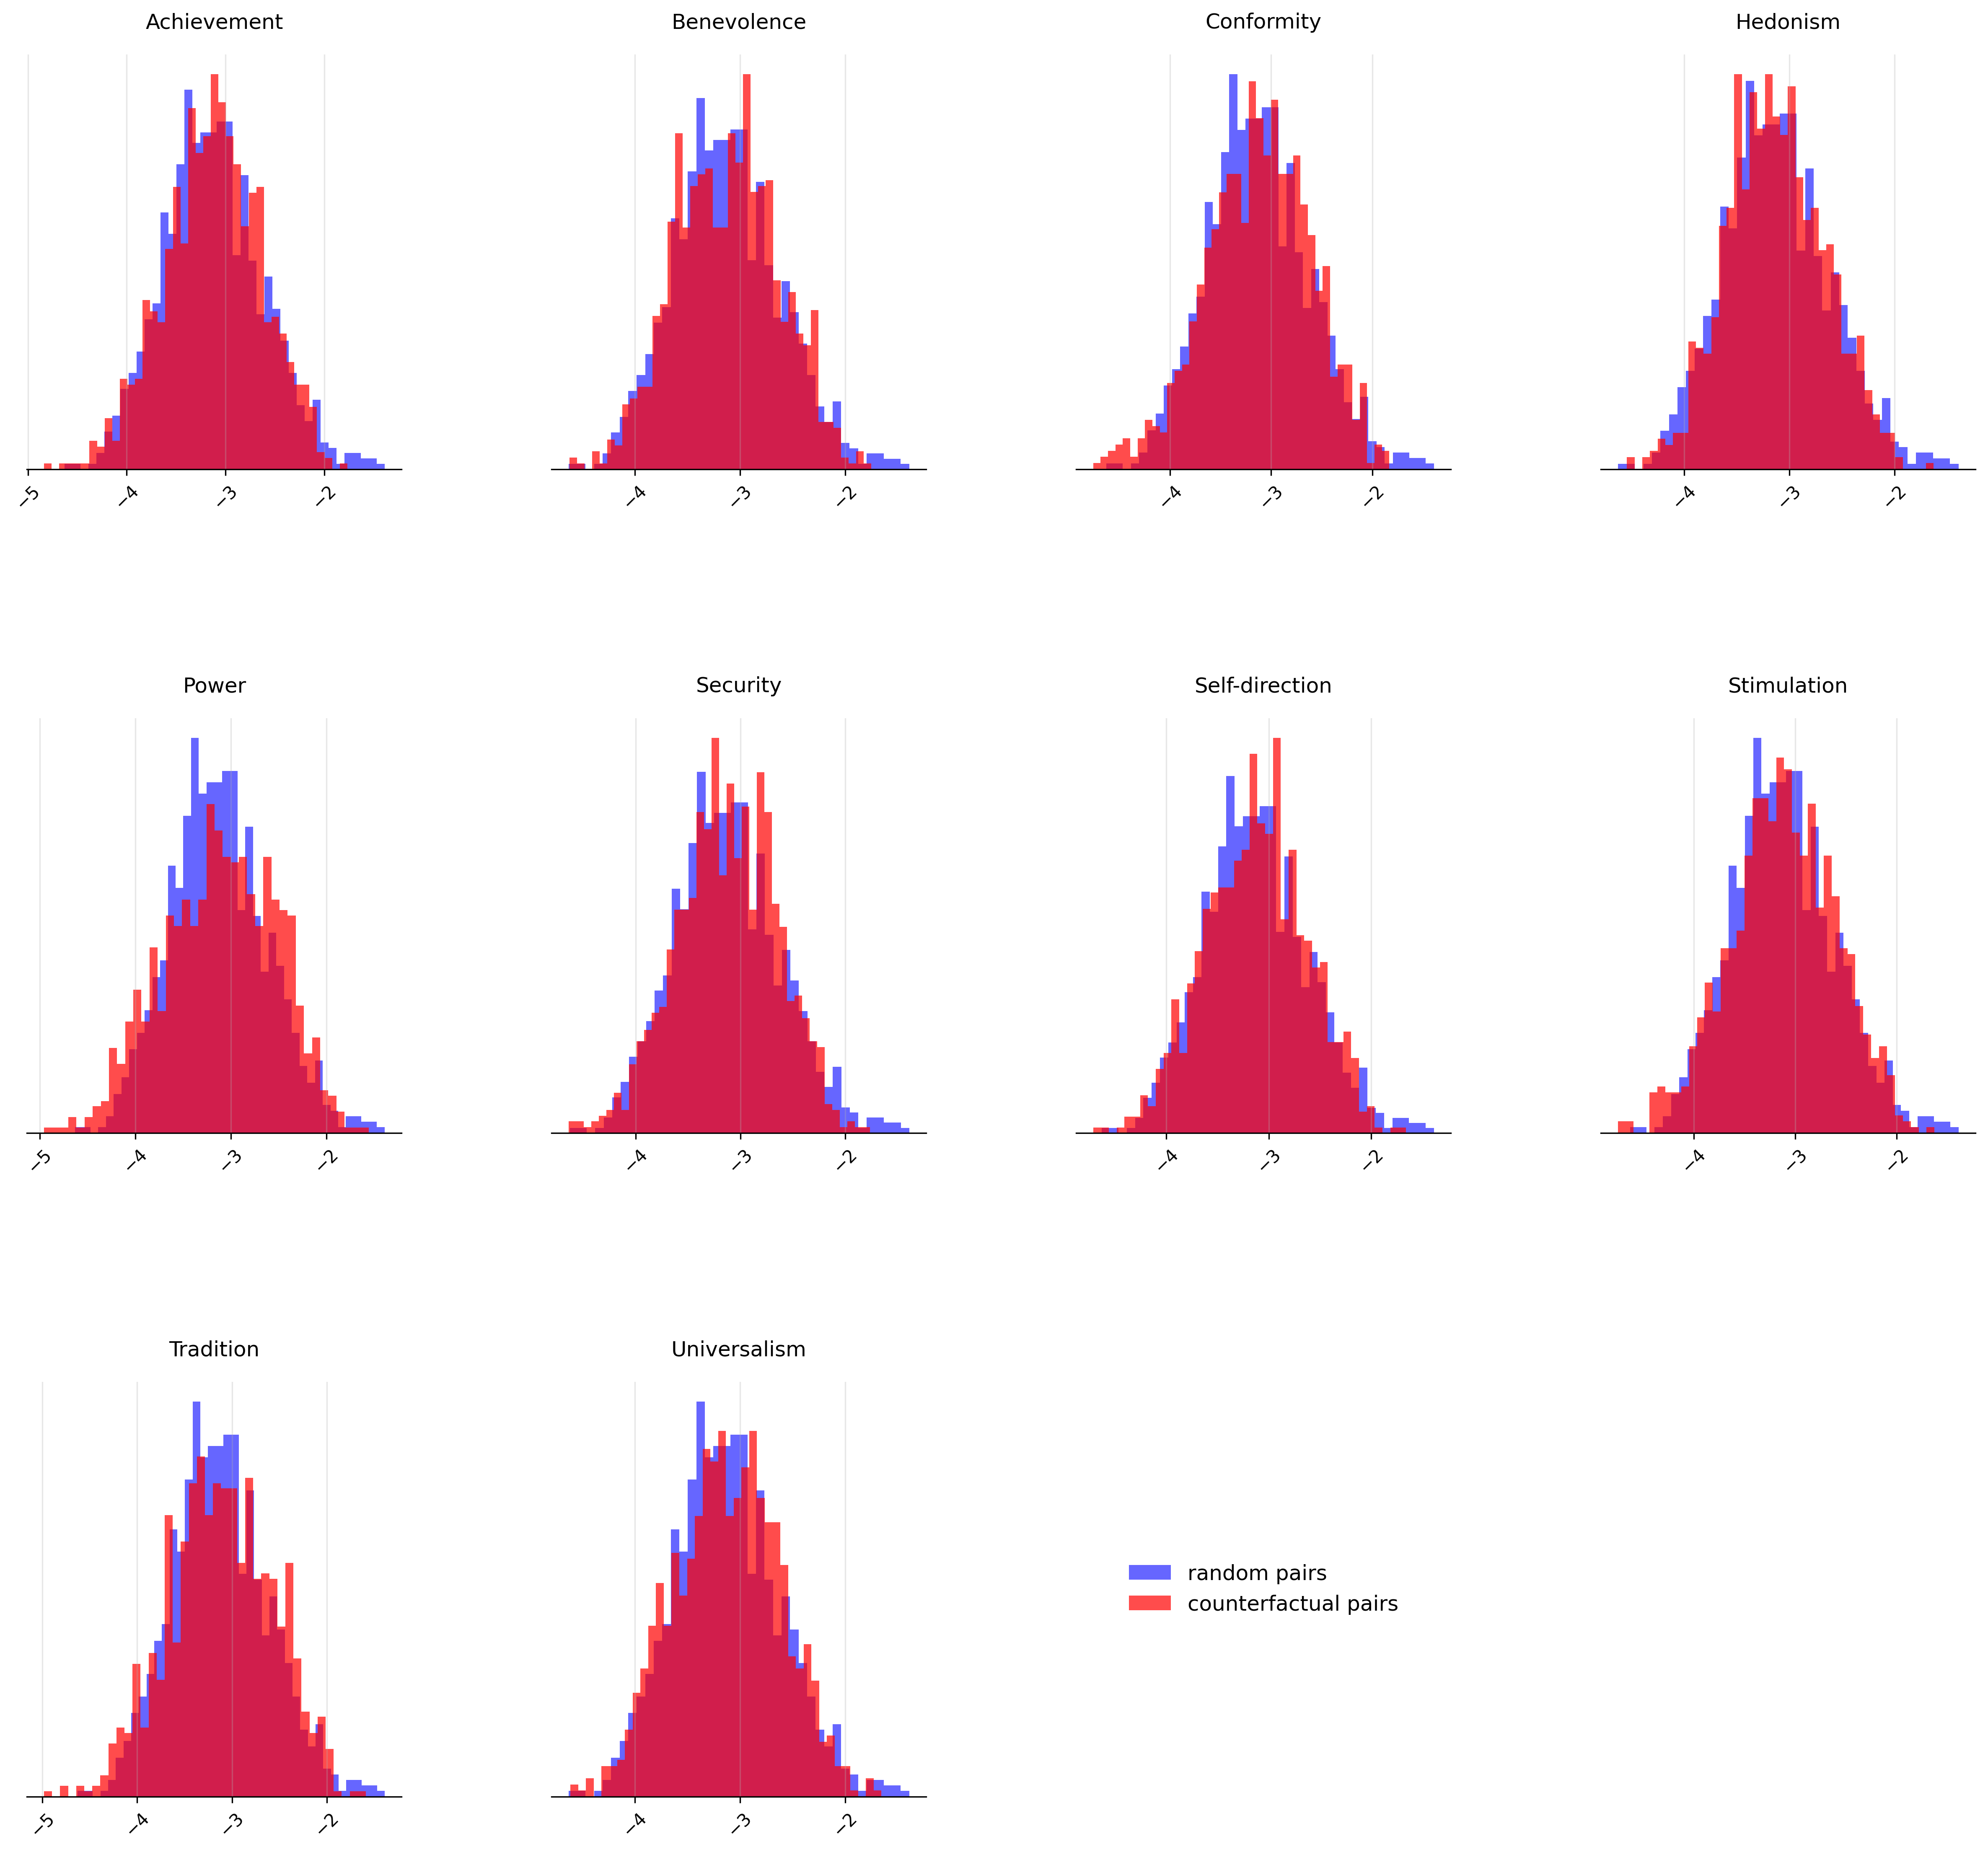 Achievement
Benevolence
Conformity
Hedonism
−5 −4 −3 −2
−4 −3 −2
−4 −3 −2
−4 −3 −2
Power
Security
Self-direction
Stimulation
−5 −4 −3 −2
−4 −3 −2
−4 −3 −2
−4 −3 −2
Tradition
Universalism
random pairs
counterfactual pairs
−5 −4 −3 −2
−4 −3 −2